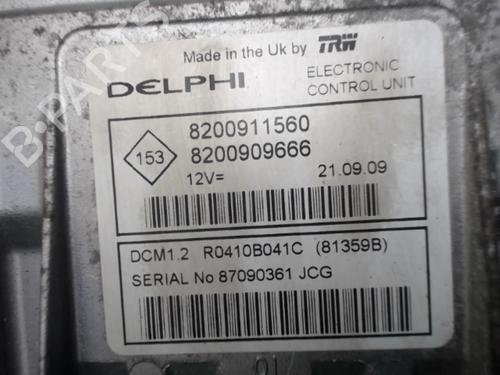 Made in the Uk by TRW
DELPHI
ELECTRONIC
CONTROL UNIT
153
8200911560
8200909666
12V=
21.09.09
DCM1.2 R0410B041C (81359B)
SERIAL No 87090361 JCG
B-PARTS